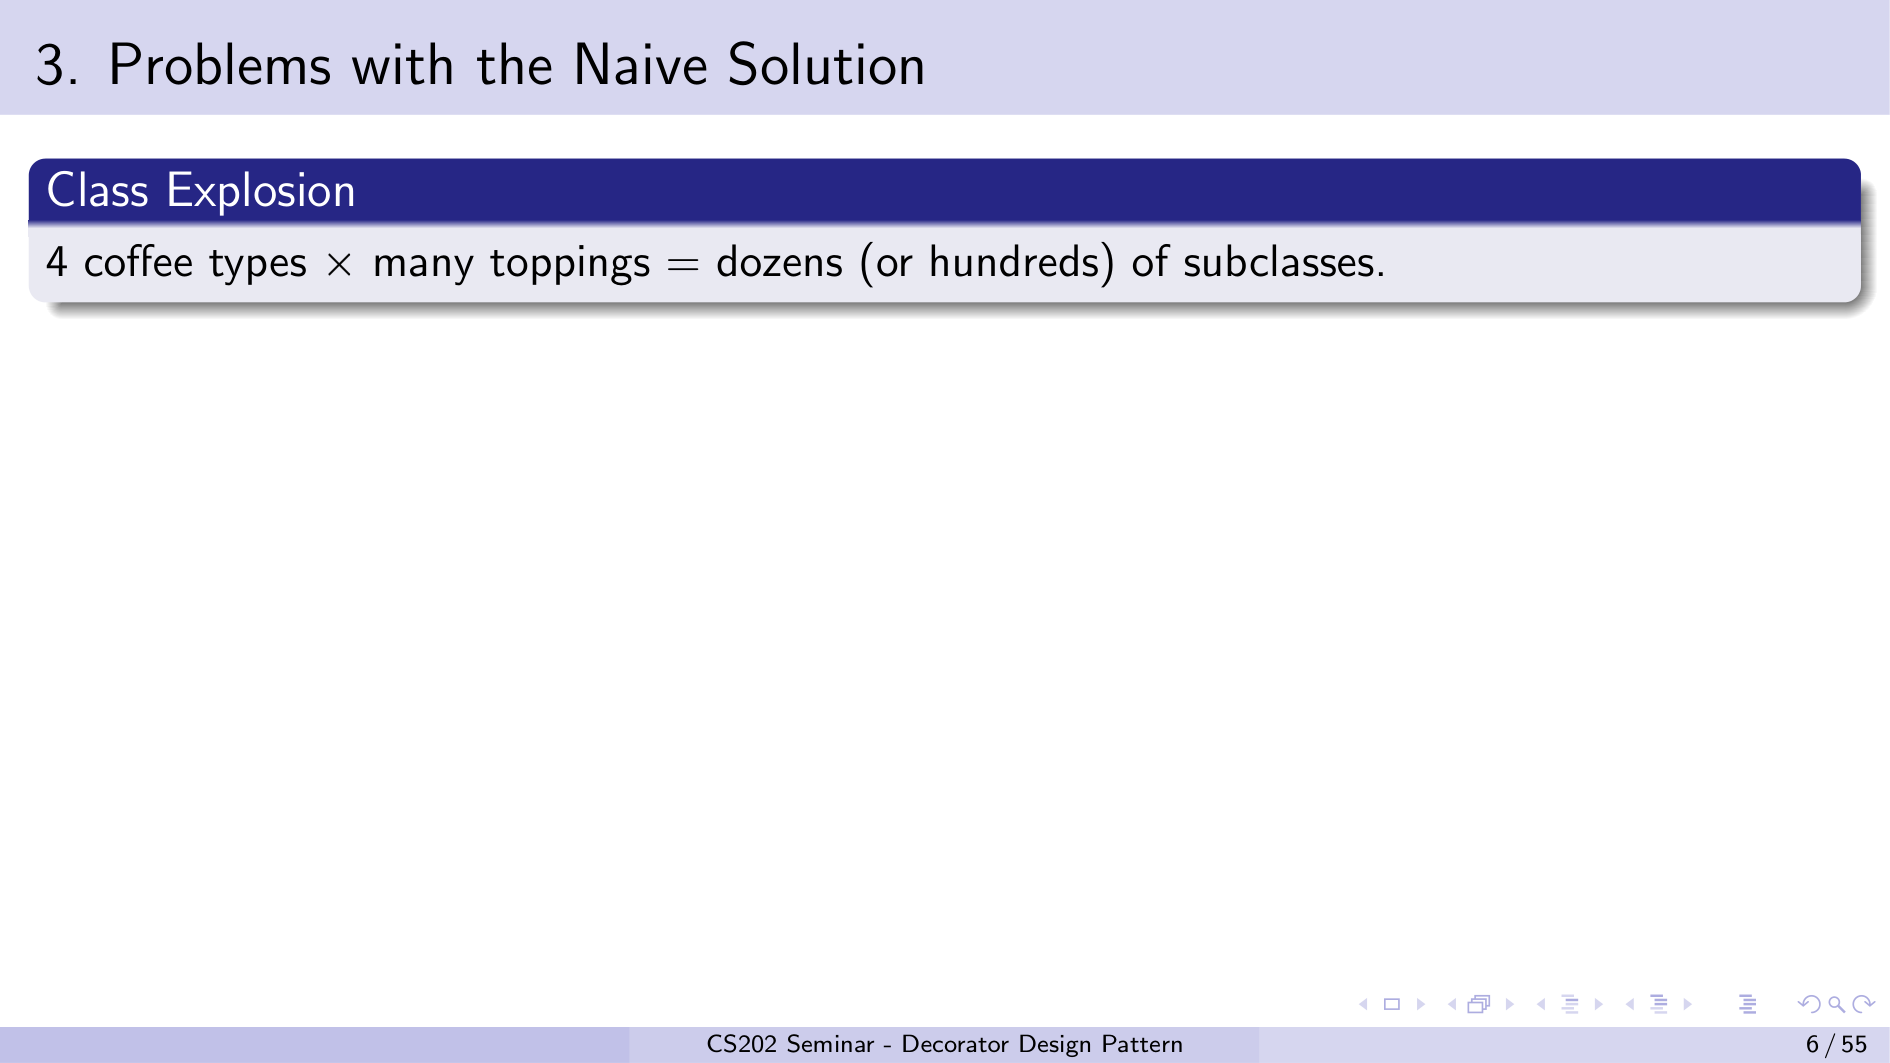 3. Problems with the Naive Solution
Class Explosion
4 coffee types × many toppings = dozens (or hundreds) of subclasses.
CS202 Seminar - Decorator Design Pattern
6 / 55